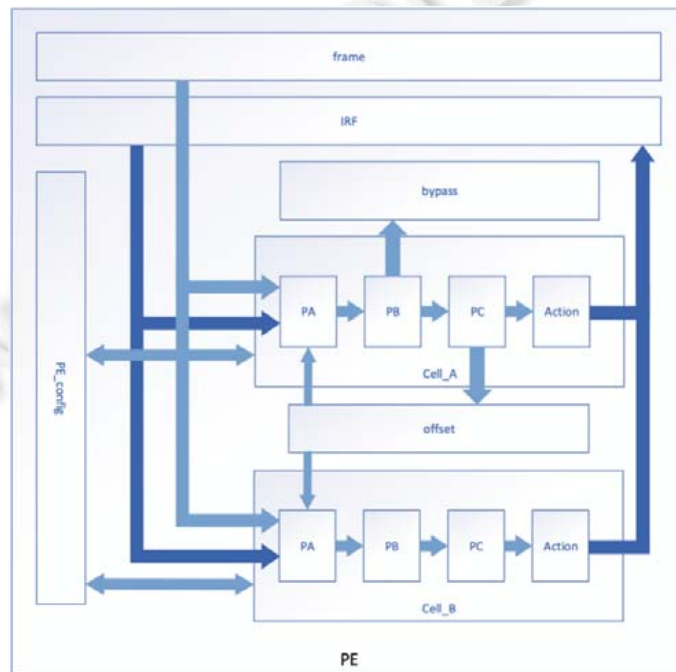 frame
IRF
bypass
PA
PB
PC
Action
Cell_A
PE_config
offset
PA
PB
PC
Action
Cell_B
PE